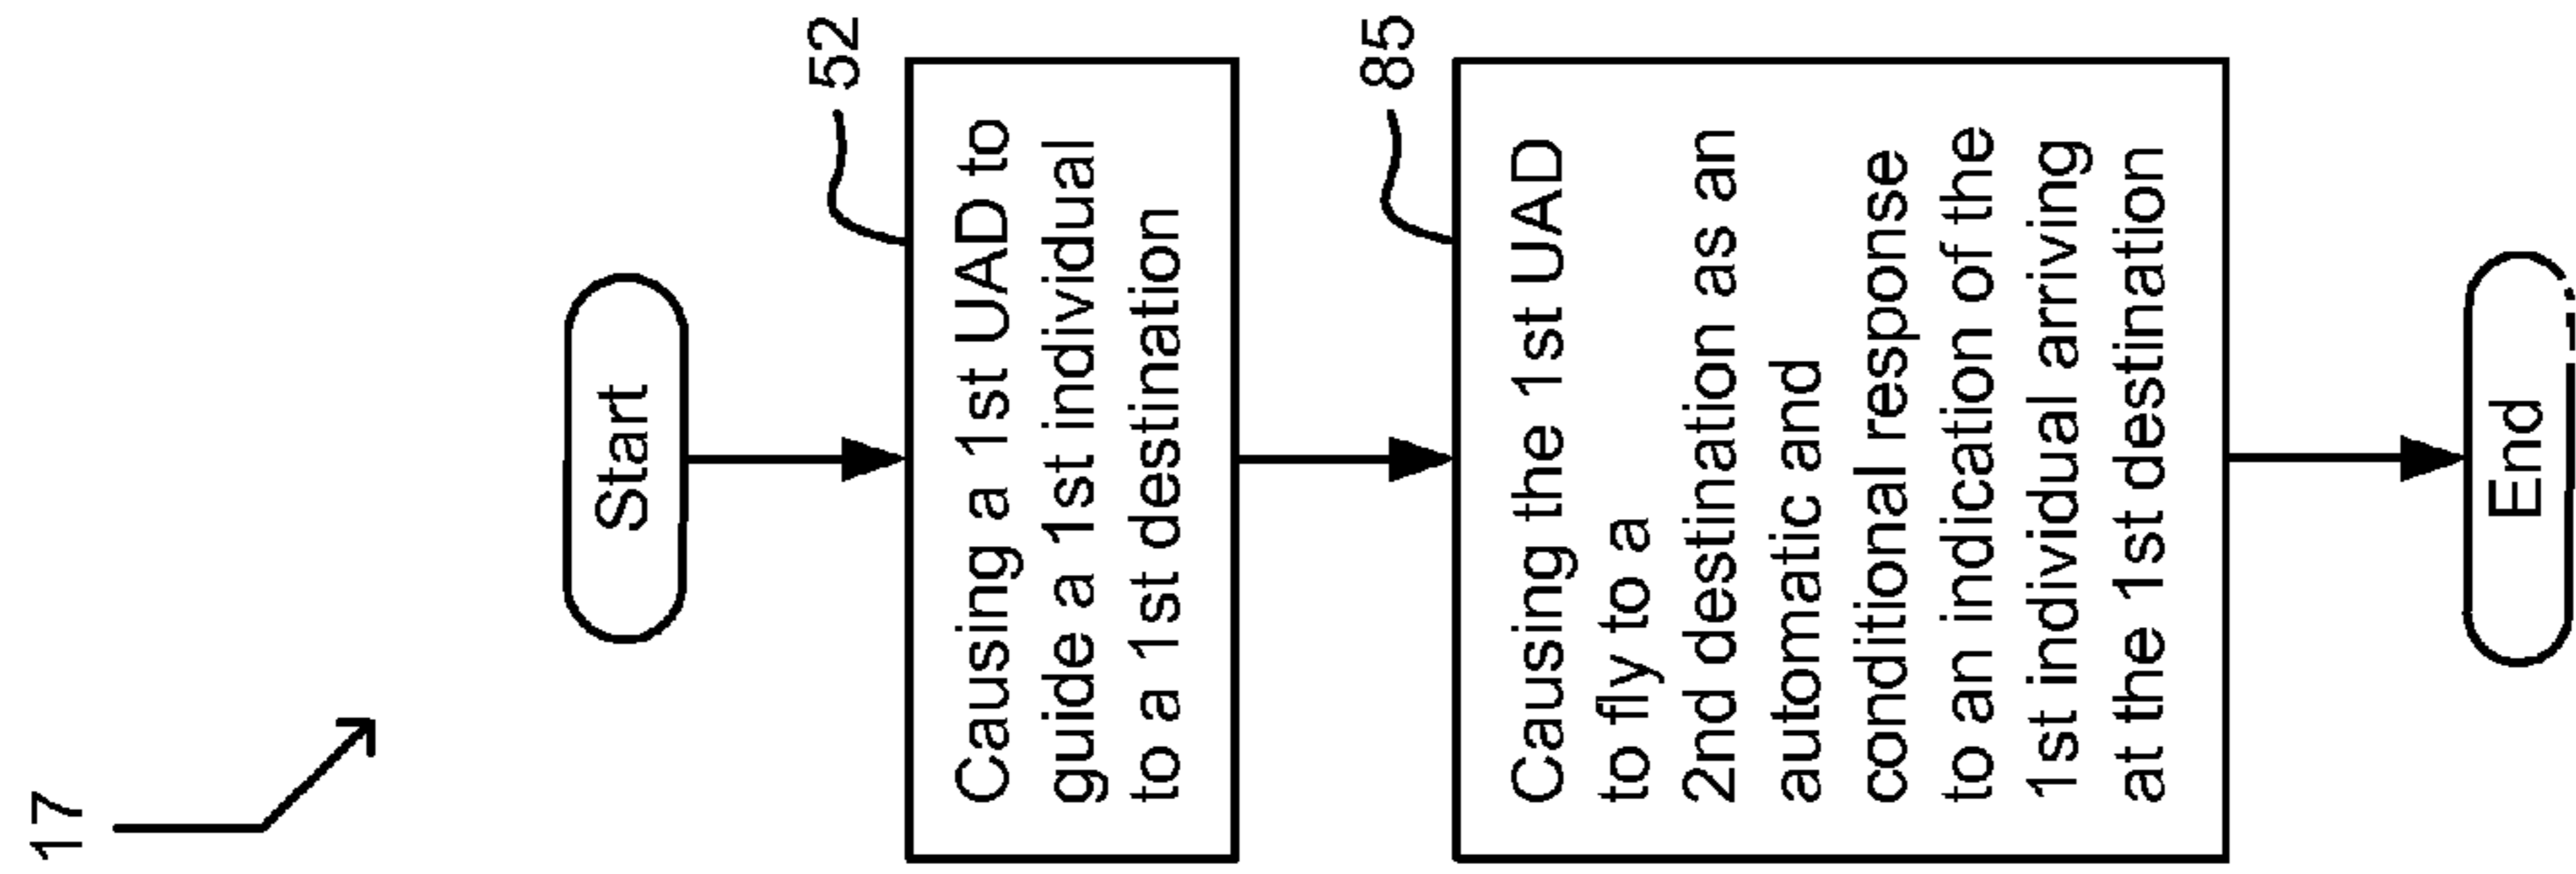 17
Start
52
Causing a 1st UAD to
guide a 1st individual
to a 1st destination
85
Causing the 1st UAD
to fly to a
2nd destination as an
automatic and
conditional response
to an indication of the
1st individual arriving
at the 1st destination
End